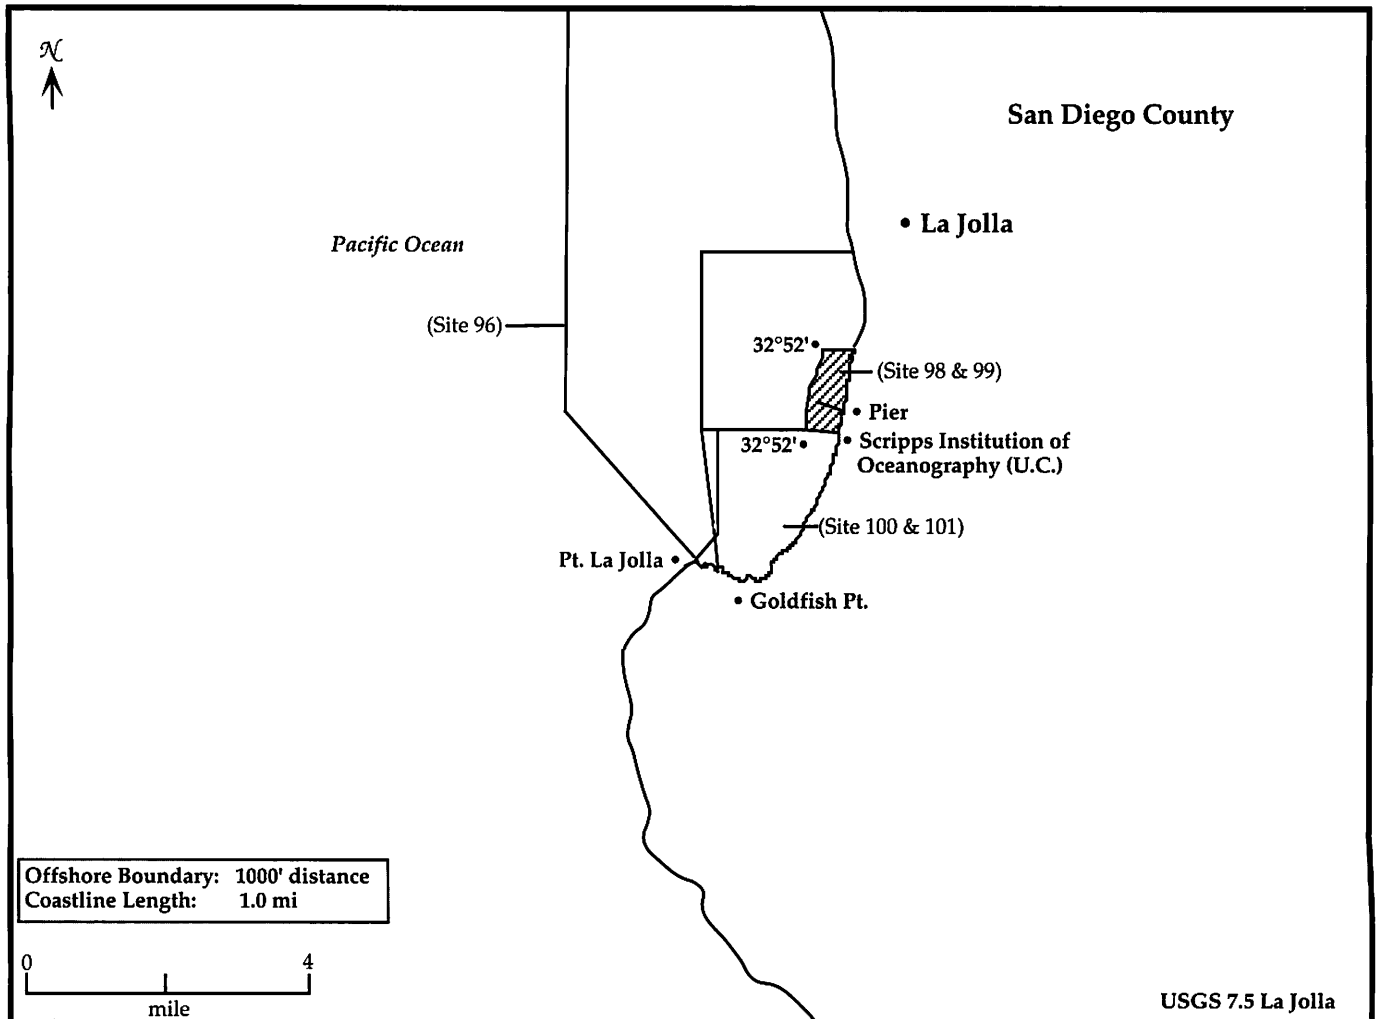 N
San Diego County
• La Jolla
Pacific Ocean
(Site 96)
32°52'
(Site 98 & 99)
• Pier
32°52'
• Scripps Institution of
Oceanography (U.C.)
(Site 100 & 101)
Pt. La Jolla •
• Goldfish Pt.
Offshore Boundary: 1000' distance
Coastline Length: 1.0 mi
0 4
mile
USGS 7.5 La Jolla